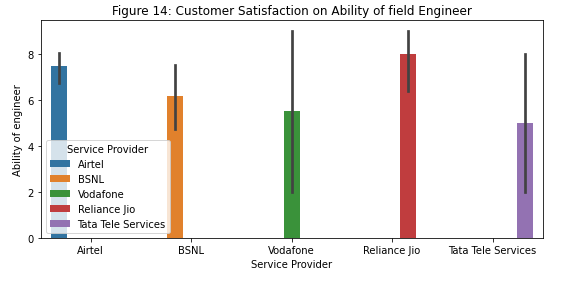 Figure 14: Customer Satisfaction on Ability of field Engineer
Ability of engineer
8
6
4
2
0
Service Provider
Airtel
BSNL
Vodafone
Reliance Jio
Tata Tele Services
Airtel BSNL Vodafone Reliance Jio Tata Tele Services
Service Provider